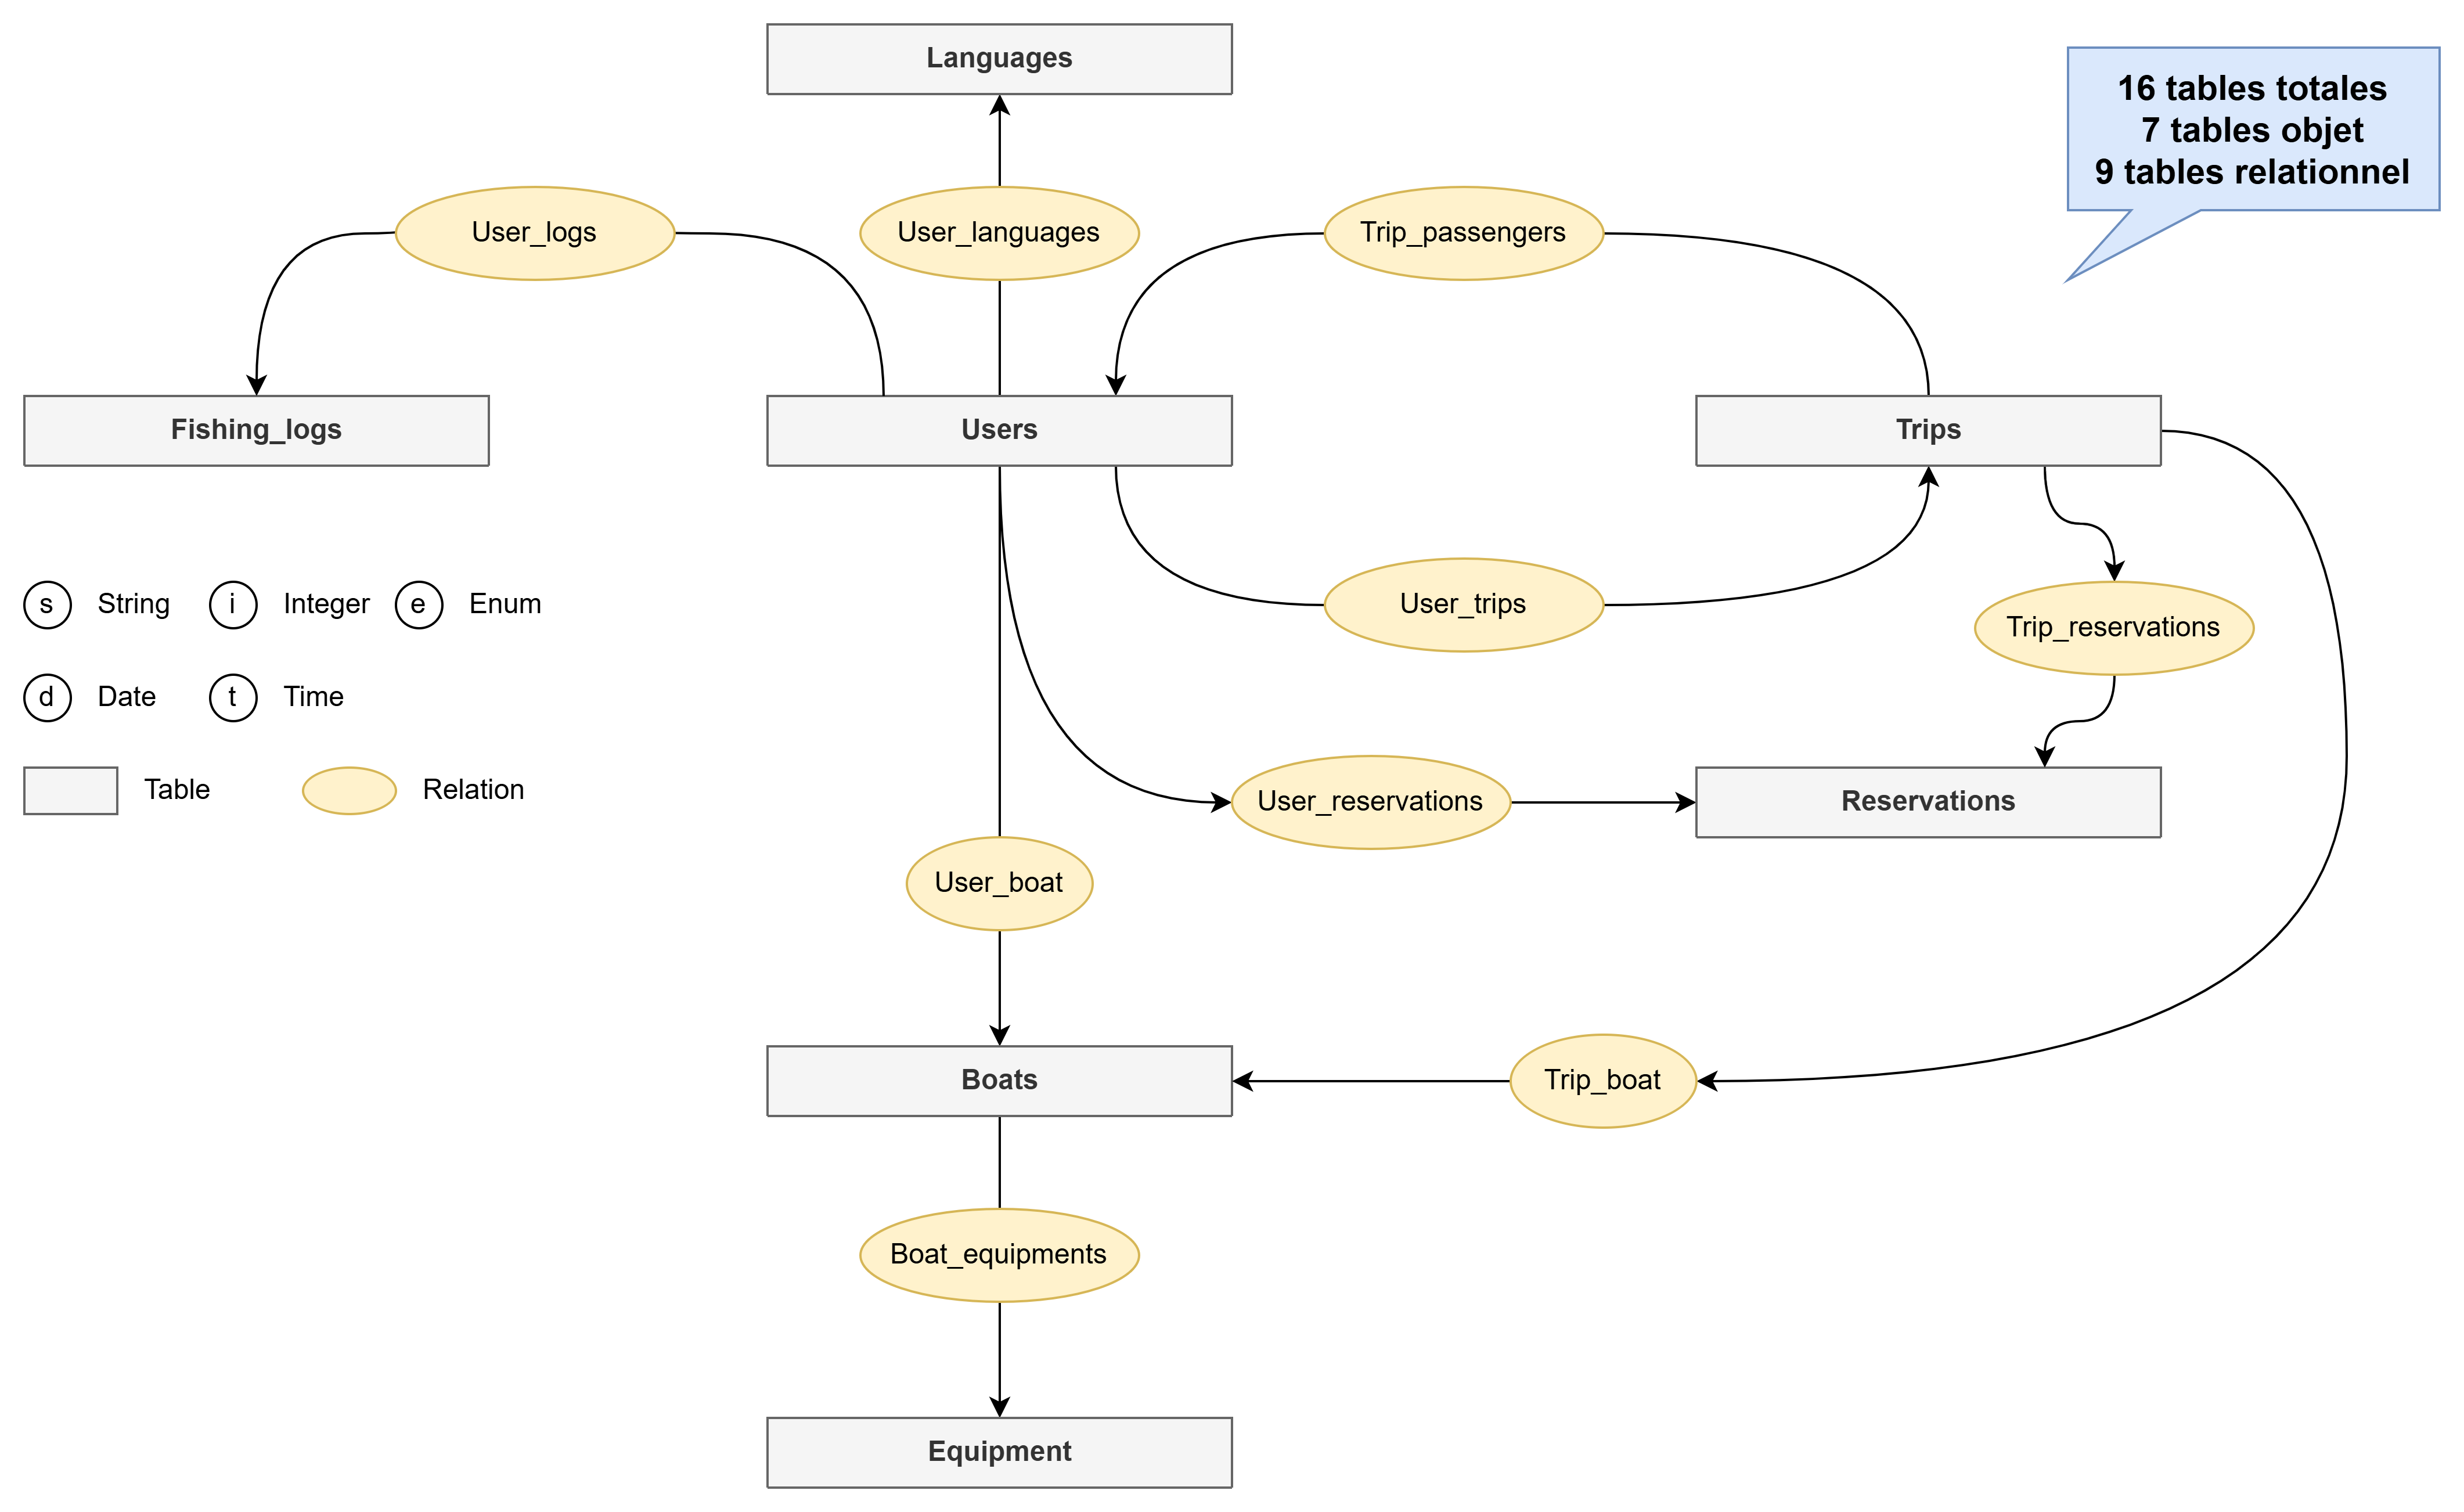 Languages
16 tables totales
7 tables objet
9 tables relationnel
User_logs
User_languages
Trip_passengers
Fishing_logs
Users
Trips
s String
i Integer
e Enum
User_trips
Trip_reservations
d Date
t Time
Table
Relation
User_reservations
Reservations
User_boat
Boats
Trip_boat
Boat_equipments
Equipment